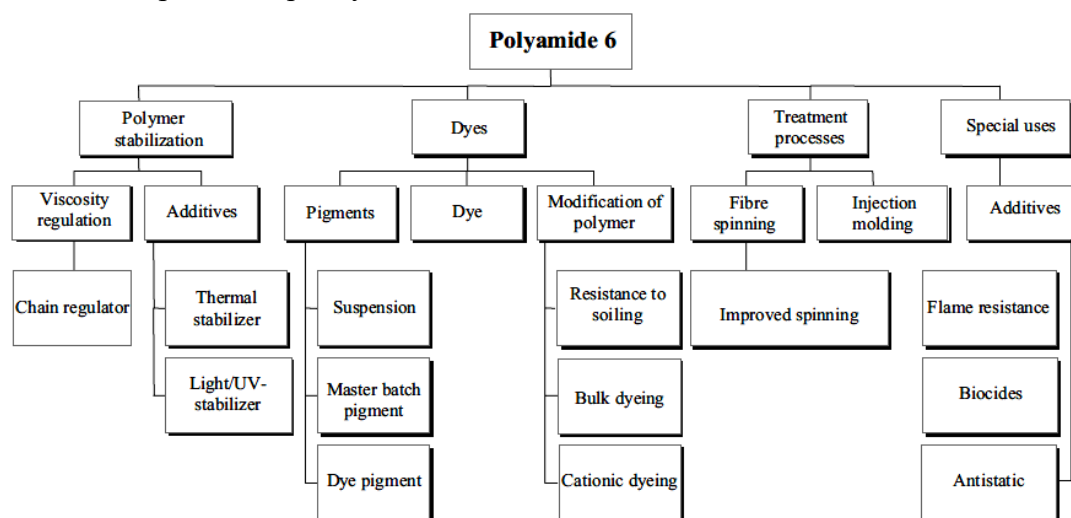 Polyamide 6
Polymer
stabilization
Dyes
Treatment
processes
Special uses
Viscosity
regulation
Additives
Pigments
Dye
Modification of
polymer
Fibre
spinning
Injection
molding
Additives
Chain regulator
Thermal
stabilizer
Suspension
Resistance to
soiling
Improved spinning
Flame resistance
Light/UV-
stabilizer
Master batch
pigment
Bulk dyeing
Biocides
Dye pigment
Cationic dyeing
Antistatic